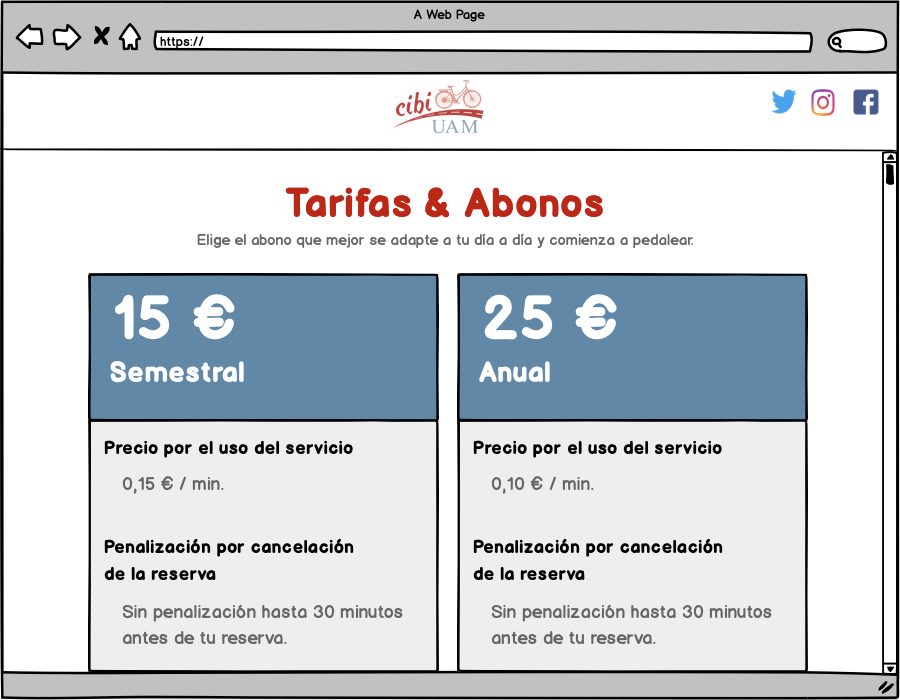 A Web Page
https://
cibi
UAM
Tarifas & Abonos
Elige el abono que mejor se adapte a tu día a día y comienza a pedalear.
15 €
Semestral
Precio por el uso del servicio
0,15 € / min.
Penalización por cancelación
de la reserva
Sin penalización hasta 30 minutos
antes de tu reserva.
25 €
Anual
Precio por el uso del servicio
0,10 € / min.
Penalización por cancelación
de la reserva
Sin penalización hasta 30 minutos
antes de tu reserva.